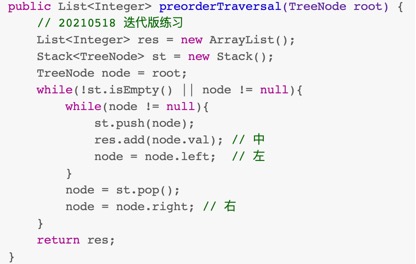 public List<Integer> preorderTraversal(TreeNode root) {
    // 20210518 迭代版练习
    List<Integer> res = new ArrayList();
    Stack<TreeNode> st = new Stack();
    TreeNode node = root;
    while(!st.isEmpty() || node != null){
        while(node != null){
            st.push(node);
            res.add(node.val); // 中
            node = node.left;  // 左
        }
        node = st.pop();
        node = node.right; // 右
    }
    return res;
}